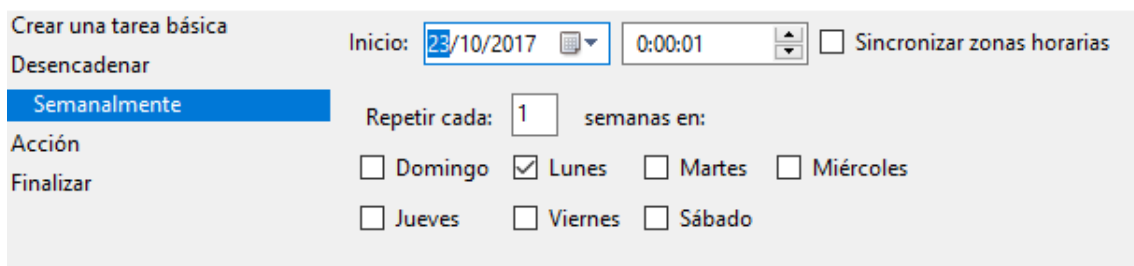 Crear una tarea básica
Desencadenar
Semanalmente
Acción
Finalizar
Inicio: 23/10/2017 0:00:01 Sincronizar zonas horarias
Repetir cada: 1 semanas en:
Domingo Lunes Martes Miércoles
Jueves Viernes Sábado